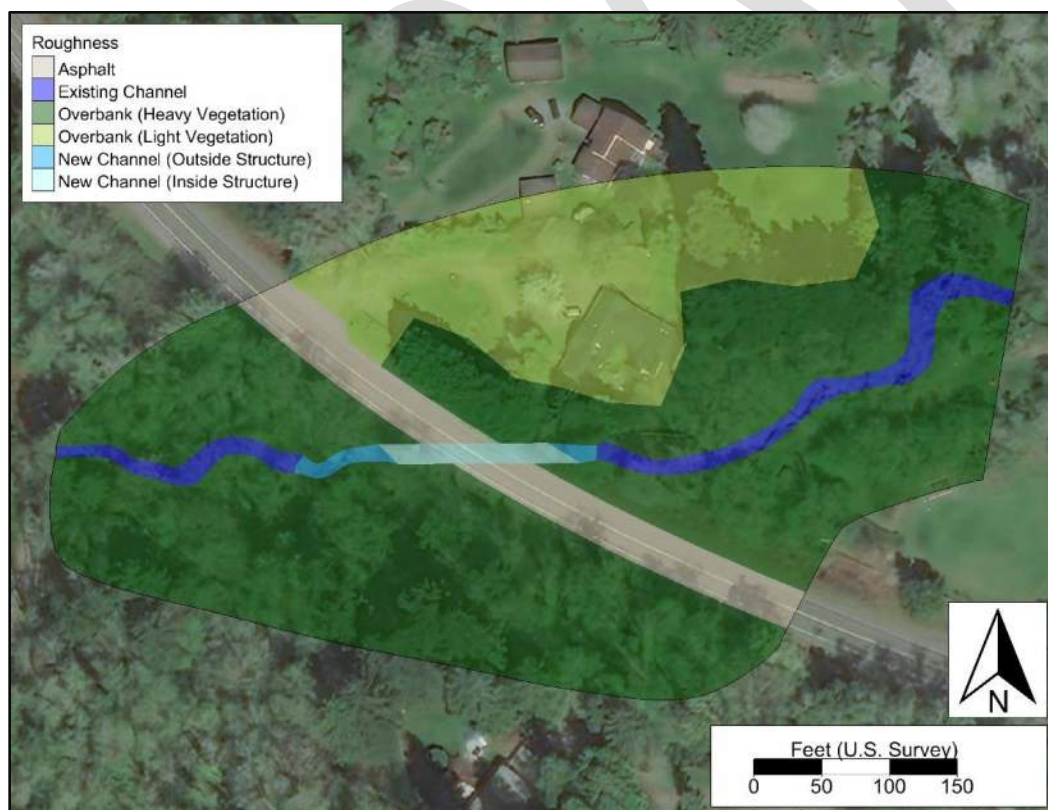 Roughness
Asphalt
Existing Channel
Overbank (Heavy Vegetation)
Overbank (Light Vegetation)
New Channel (Outside Structure)
New Channel (Inside Structure)
N
Feet (U.S. Survey)
0 50 100 150